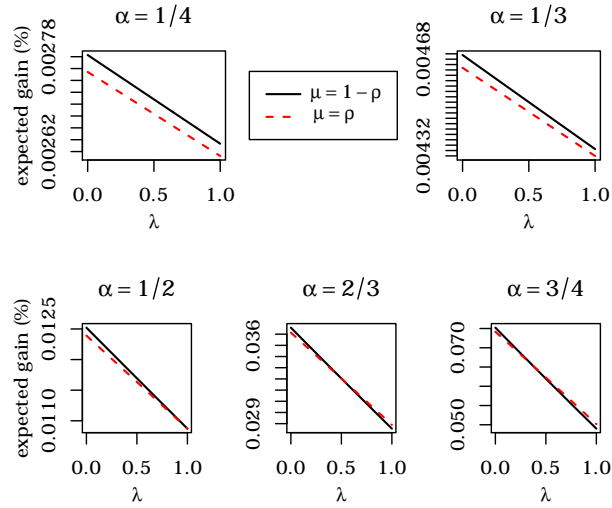 α = 1/4
α = 1/3
expected gain (%)
0.00262 0.00278
0.0 0.5 1.0
λ
μ = 1 − ρ
μ = ρ
0.00432 0.00468
0.0 0.5 1.0
λ
α = 1/2
α = 2/3
α = 3/4
expected gain (%)
0.0110 0.0125
0.0 0.5 1.0
λ
0.029 0.036
0.0 0.5 1.0
λ
0.050 0.070
0.0 0.5 1.0
λ